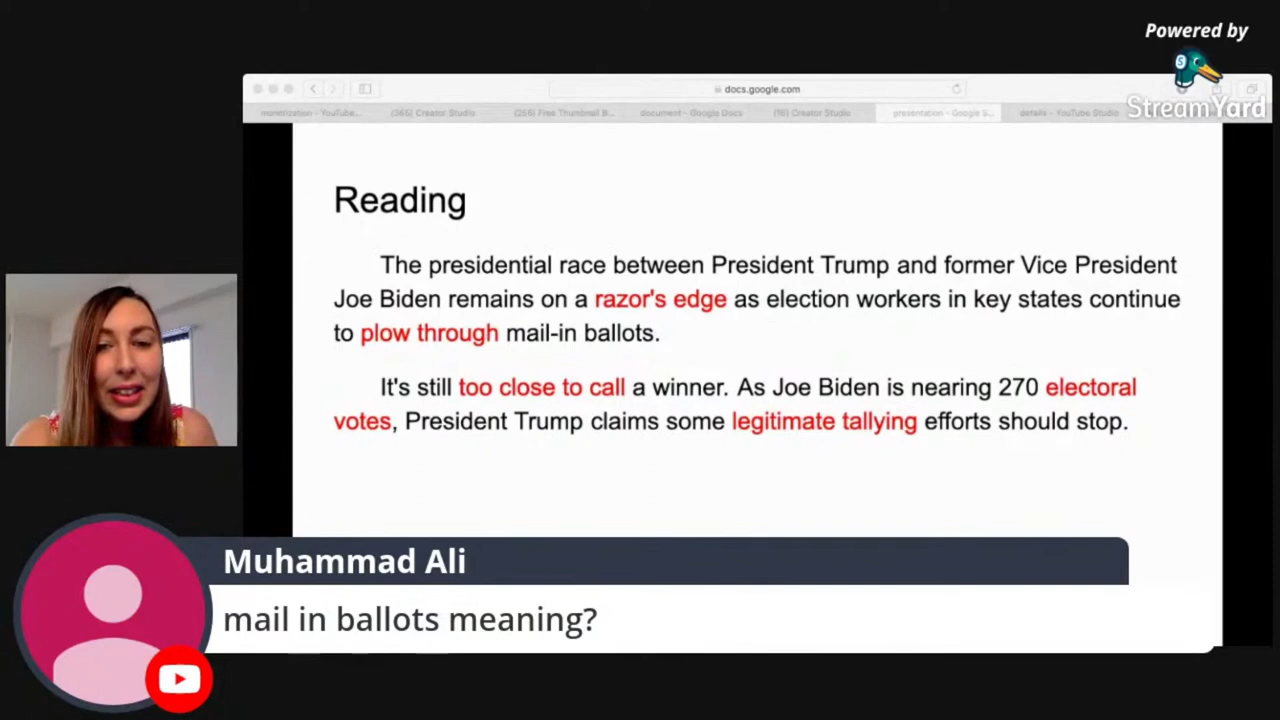 Powered by
StreamYard
docs.google.com
monetization - YouTube...
(365) Creator Studio
(256) Free Thumbnail B...
document - Google Docs
(16) Creator Studio
presentation - Google S...
details - YouTube Studio
Reading
The presidential race between President Trump and former Vice President
Joe Biden remains on a razor's edge as election workers in key states continue
to plow through mail-in ballots.
It's still too close to call a winner. As Joe Biden is nearing 270 electoral
votes, President Trump claims some legitimate tallying efforts should stop.
Muhammad Ali
mail in ballots meaning?